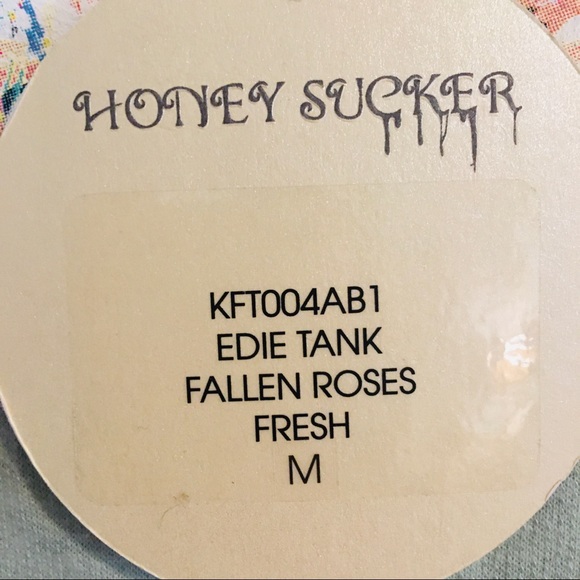 HONEY SUCKER
KFT004AB1
EDIE TANK
FALLEN ROSES
FRESH
M